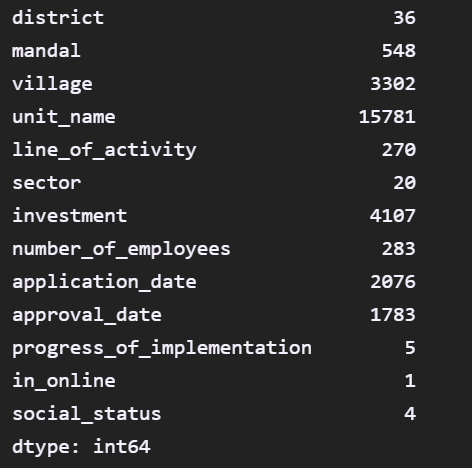 district 36
mandal 548
village 3302
unit_name 15781
line_of_activity 270
sector 20
investment 4107
number_of_employees 283
application_date 2076
approval_date 1783
progress_of_implementation 5
in_online 1
social_status 4
dtype: int64